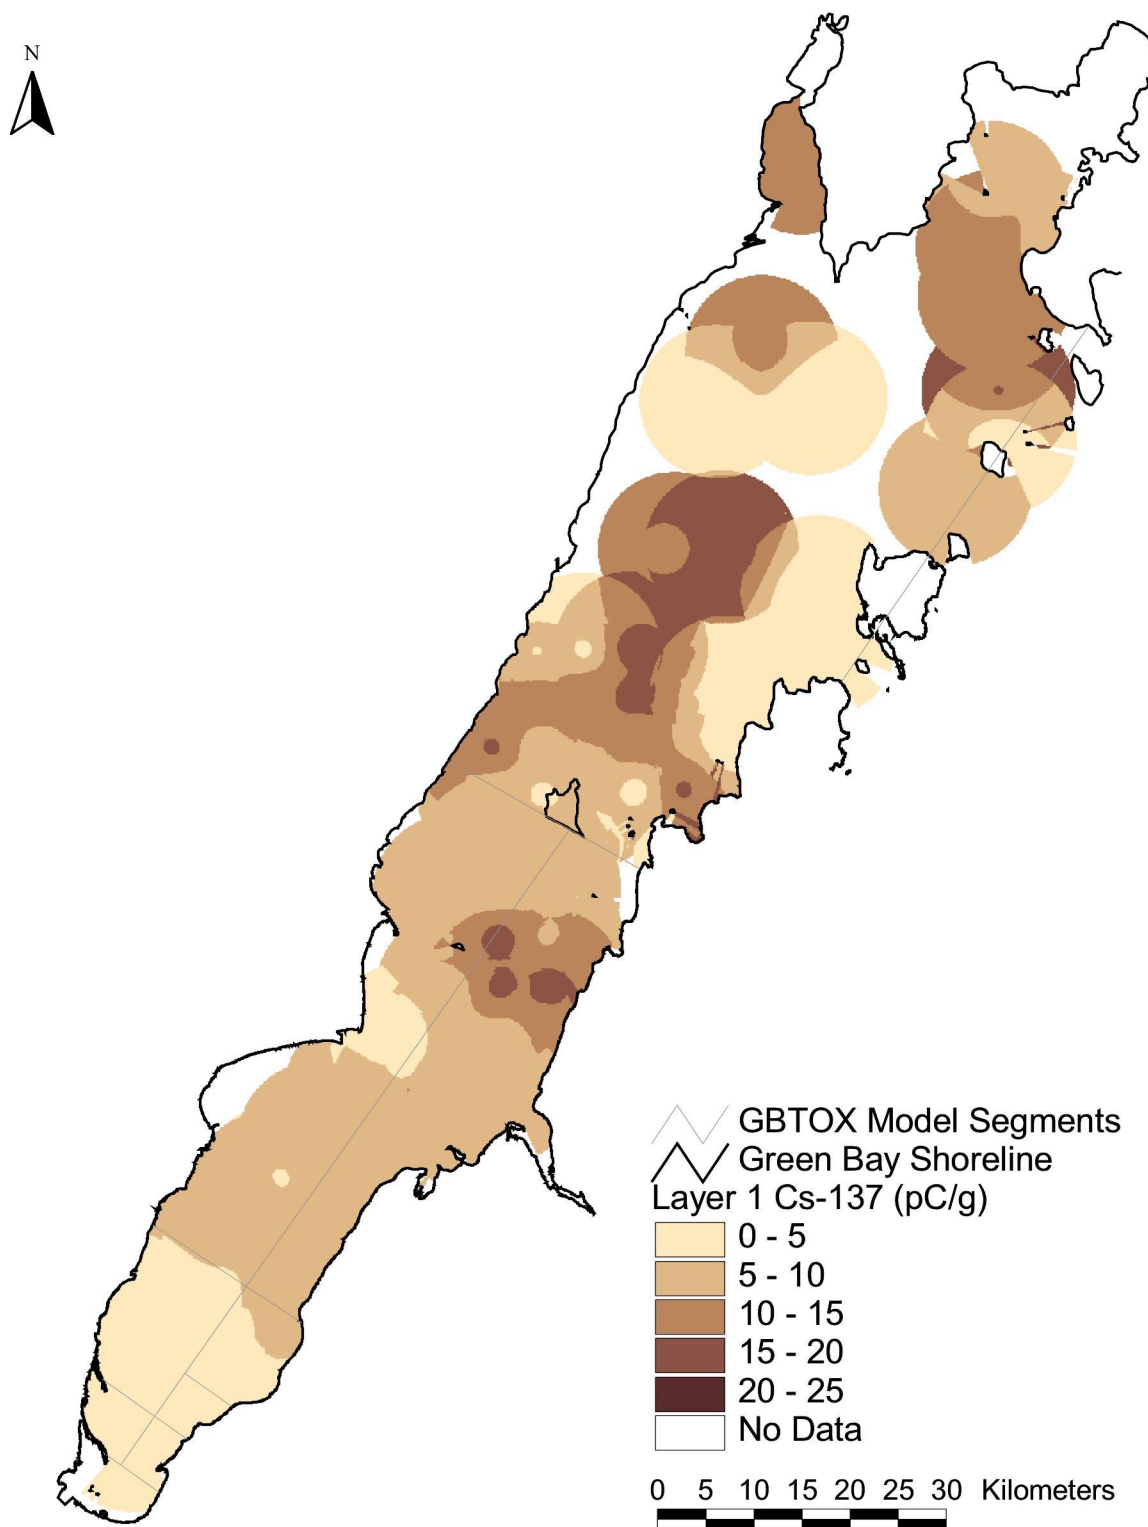 N
GBTOX Model Segments
Green Bay Shoreline
Layer 1 Cs-137 (pC/g)
0 - 5
5 - 10
10 - 15
15 - 20
20 - 25
No Data
0 5 10 15 20 25 30 Kilometers